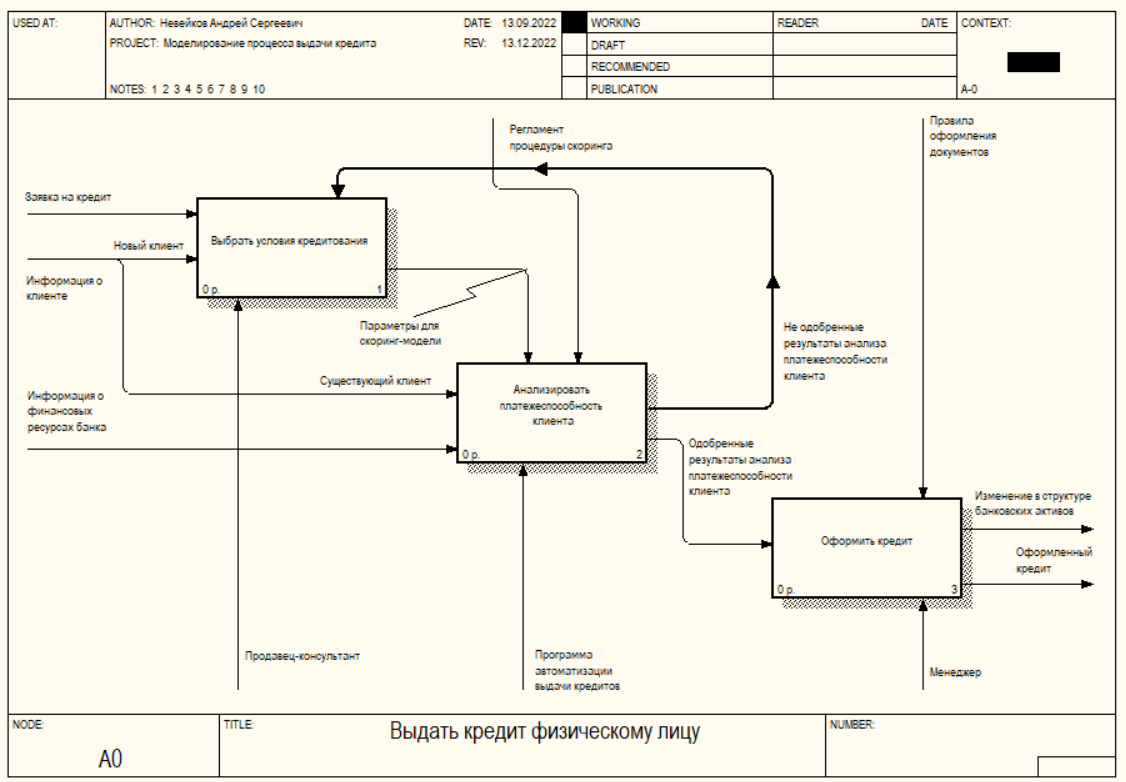 USED AT:
AUTHOR: Невейков Андрей Сергеевич
DATE: 13.09.2022
PROJECT: Моделирование процесса выдачи кредита
REV: 13.12.2022
NOTES: 1 2 3 4 5 6 7 8 9 10
WORKING
DRAFT
RECOMMENDED
PUBLICATION
READER
DATE
CONTEXT:
A-0
Регламент
процедуры скоринга
Правила
оформления
документов
Заявка на кредит
Новый клиент
Информация о
клиенте
Выбрать условия кредитования
0 р.
1
Параметры для
скоринг-модели
Не одобренные
результаты анализа
платежеспособности
клиента
Существующий клиент
Информация о
финансовых
ресурсах банка
Анализировать
платежеспособность
клиента
0 р.
2
Одобренные
результаты анализа
платежеспособности
клиента
Изменение в структуре
банковских активов
Оформить кредит
0 р.
3
Оформленный
кредит
Продавец-консультант
Программа
автоматизации
выдачи кредитов
Менеджер
NODE:
A0
TITLE:
Выдать кредит физическому лицу
NUMBER: